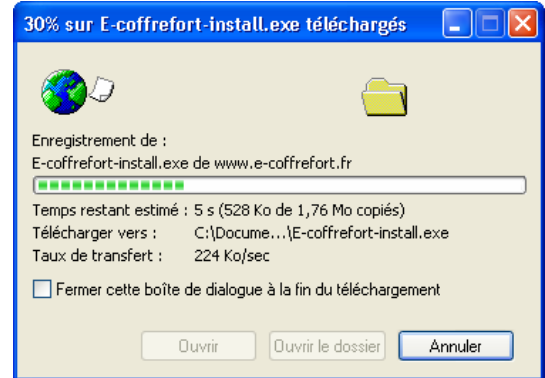 30% sur E-coffrefort-install.exe téléchargés
Enregistrement de :
E-coffrefort-install.exe de www.e-coffrefort.fr
Temps restant estimé : 5 s (528 Ko de 1,76 Mo copiés)
Télécharger vers : C:\Docume...\E-coffrefort-install.exe
Taux de transfert : 224 Ko/sec
Fermer cette boîte de dialogue à la fin du téléchargement
Ouvrir Ouvrir le dossier Annuler